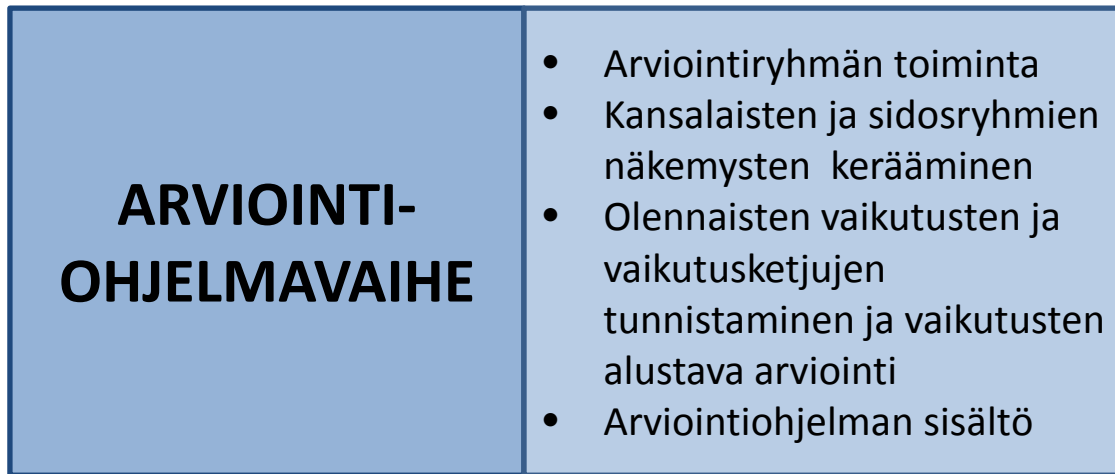 ARVIOINTI-
OHJELMAVAIHE
• Arviointiryhmän toiminta
• Kansalaisten ja sidosryhmien
näkemysten kerääminen
• Olennaisten vaikutusten ja
vaikutusketjujen
tunnistaminen ja vaikutusten
alustava arviointi
• Arviointiohjelman sisältö